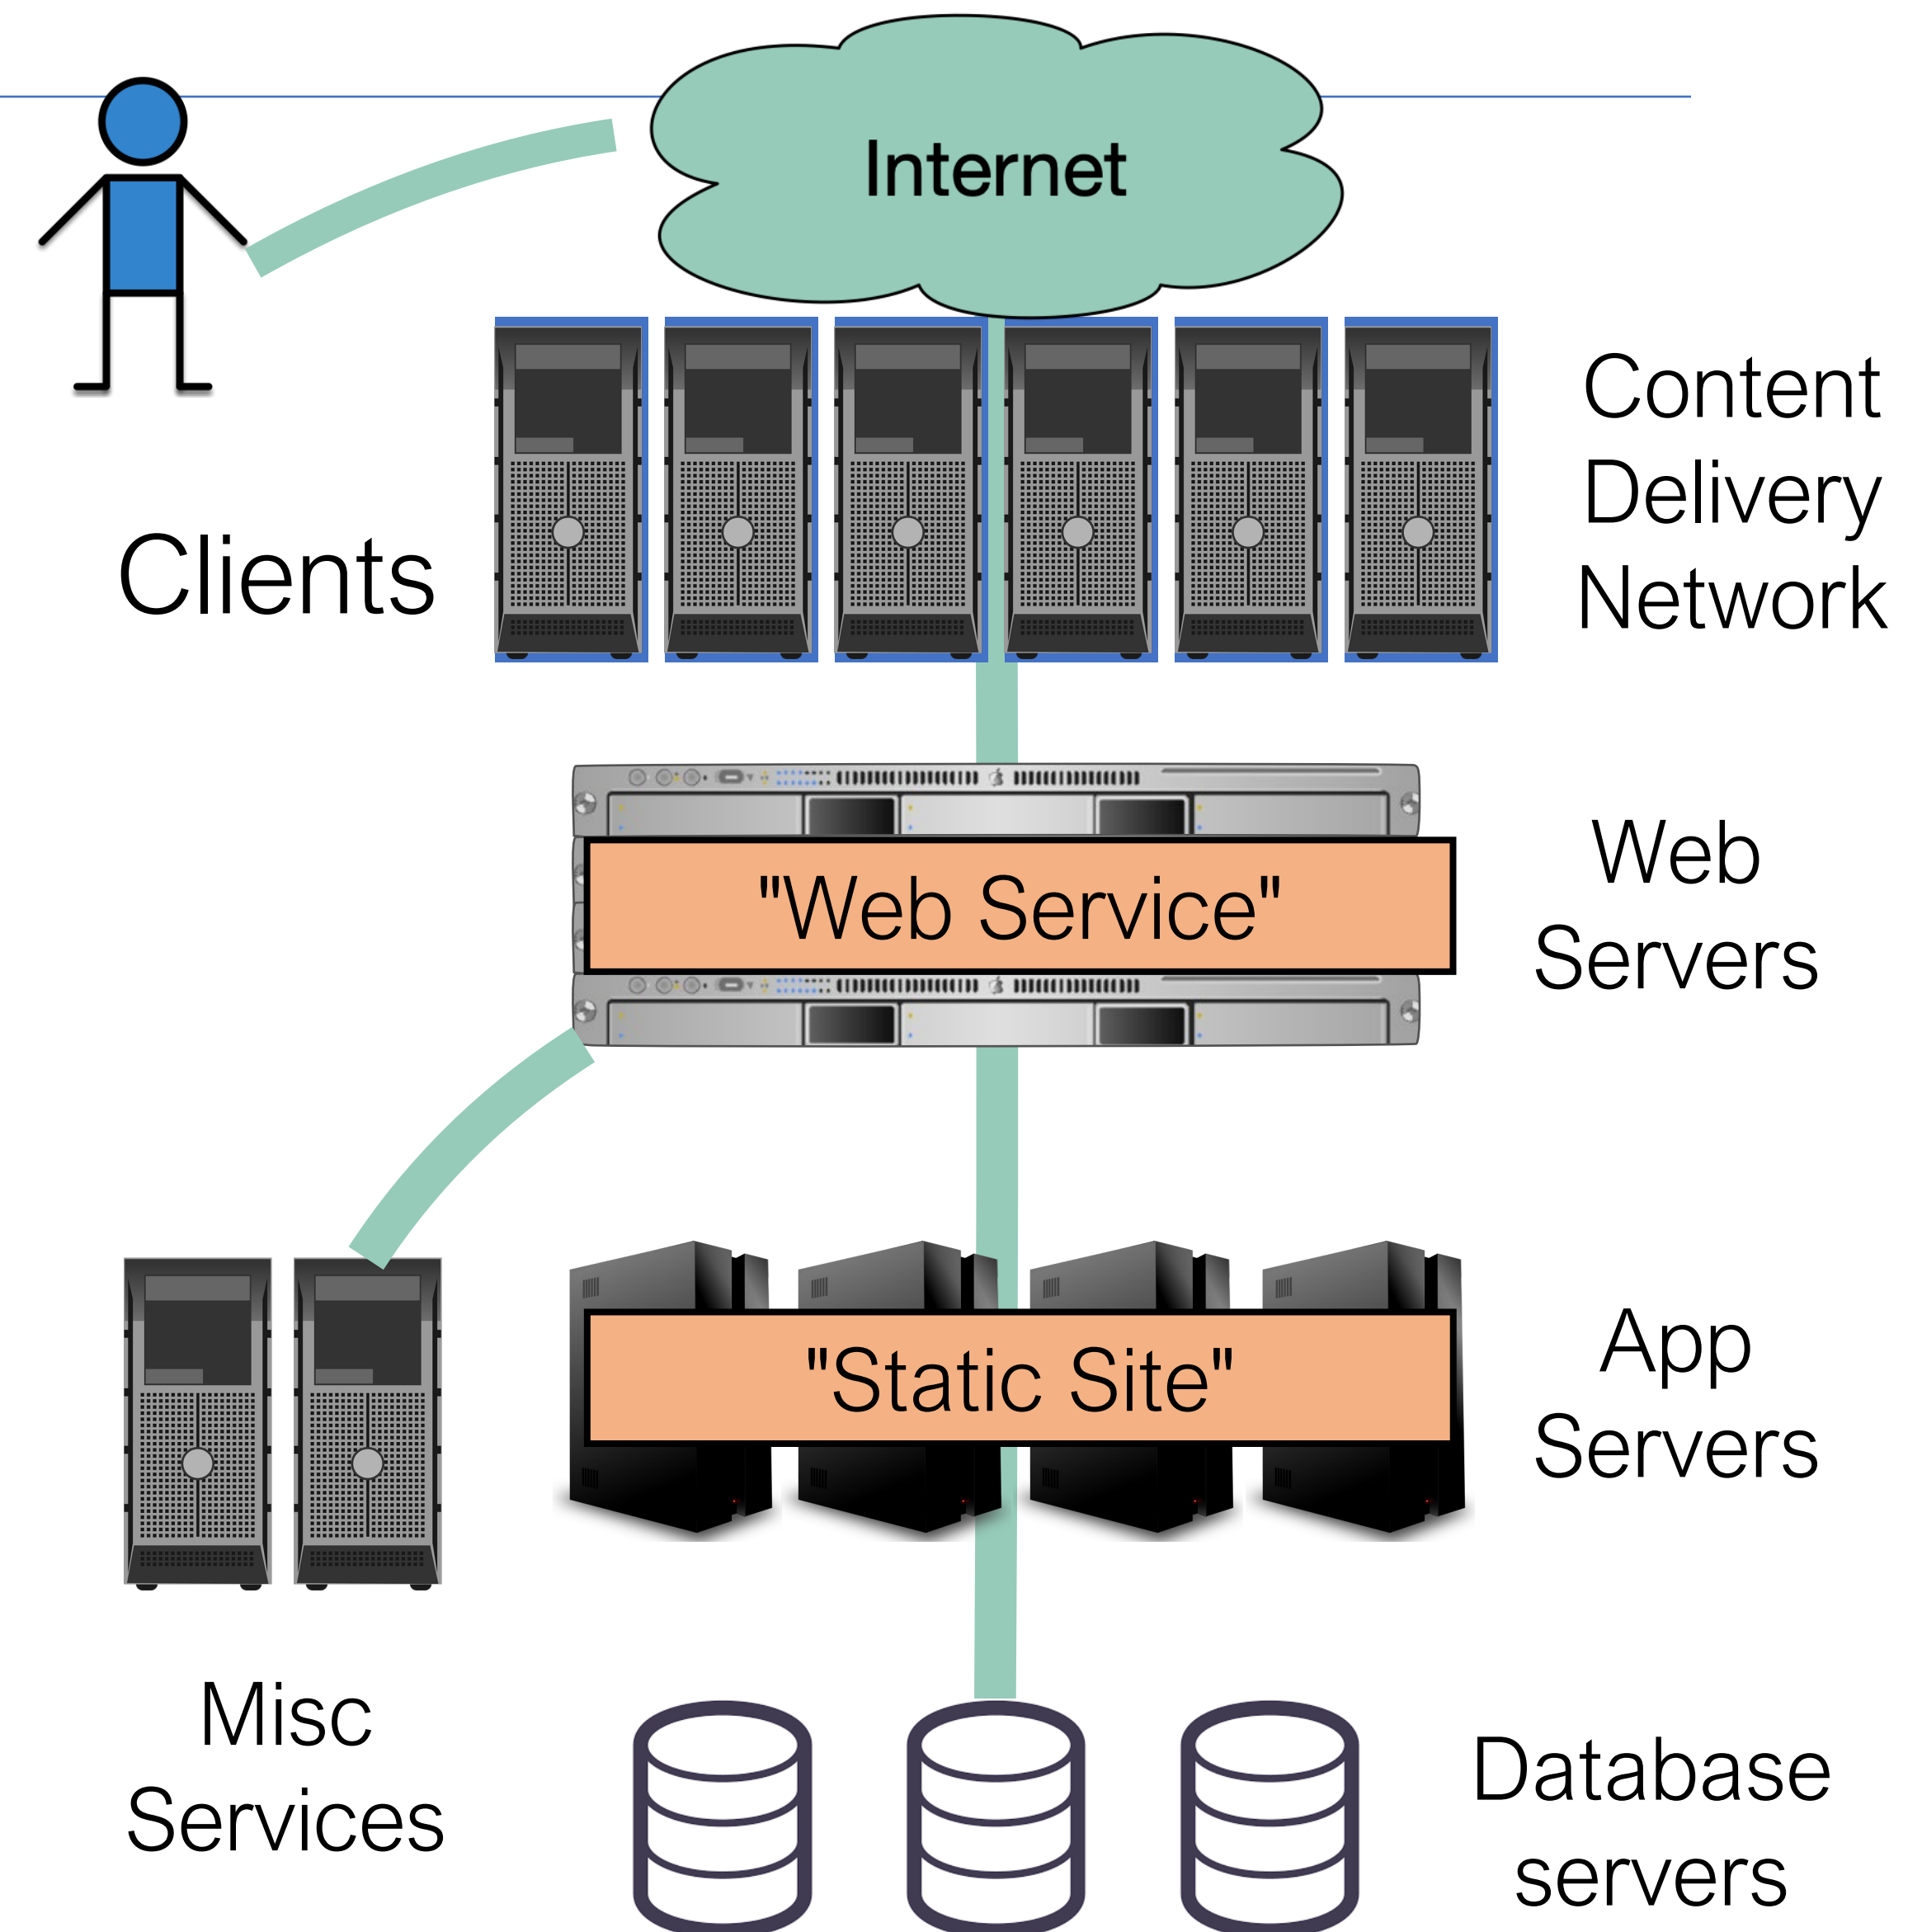 Internet
Content
Delivery
Network
Clients
Web
Servers
"Web Service"
App
Servers
"Static Site"
Misc
Services
Database
servers